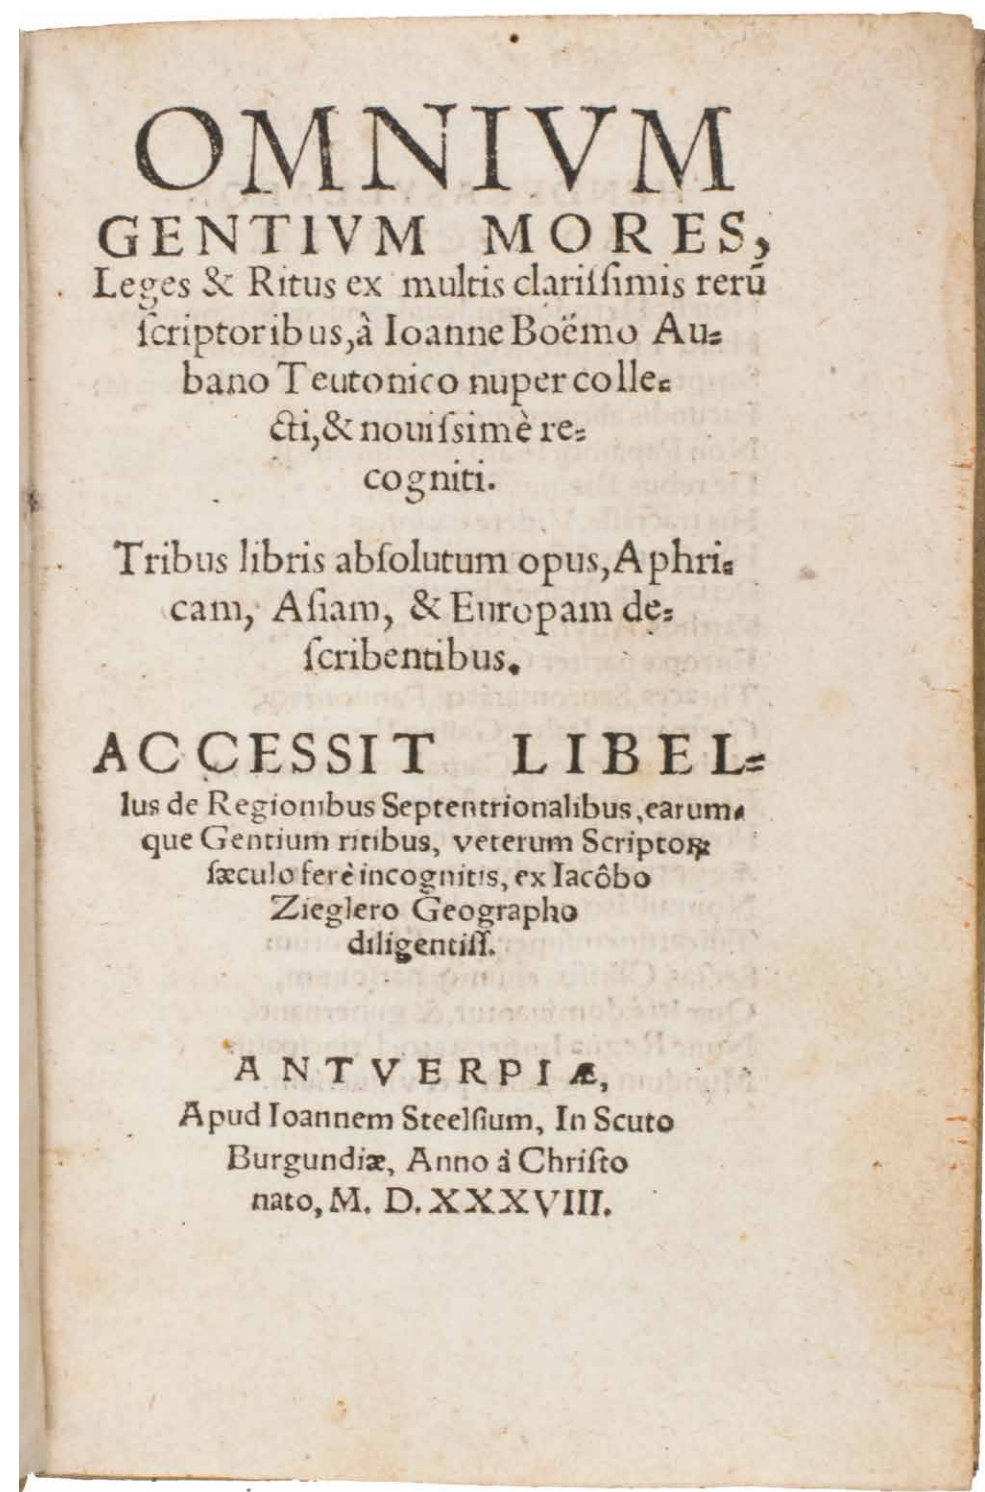 OMNIVM
GENTIVM MORES,
Leges & Ritus ex multis clariſſimis rerū
ſcriptoribus,à Ioanne Boëmo Au⸗
bano Teutonico nuper colle⸗
cti,& nouiſsimè re⸗
cogniti.
Tribus libris abſolutum opus,Aphri⸗
cam, Aſiam, & Europam de⸗
ſcribentibus.
ACCESSIT LIBEL⸗
lus de Regionibus Septentrionalibus,earum⸗
que Gentium ritibus, veterum Scriptoꝝ
ſæculo ferè incognitis, ex Iacôbo
Zieglero Geographo
diligentiſſ.
ANTVERPIÆ,
Apud Ioannem Steelſium, In Scuto
Burgundiæ, Anno à Chriſto
nato, M. D. XXXVIII.